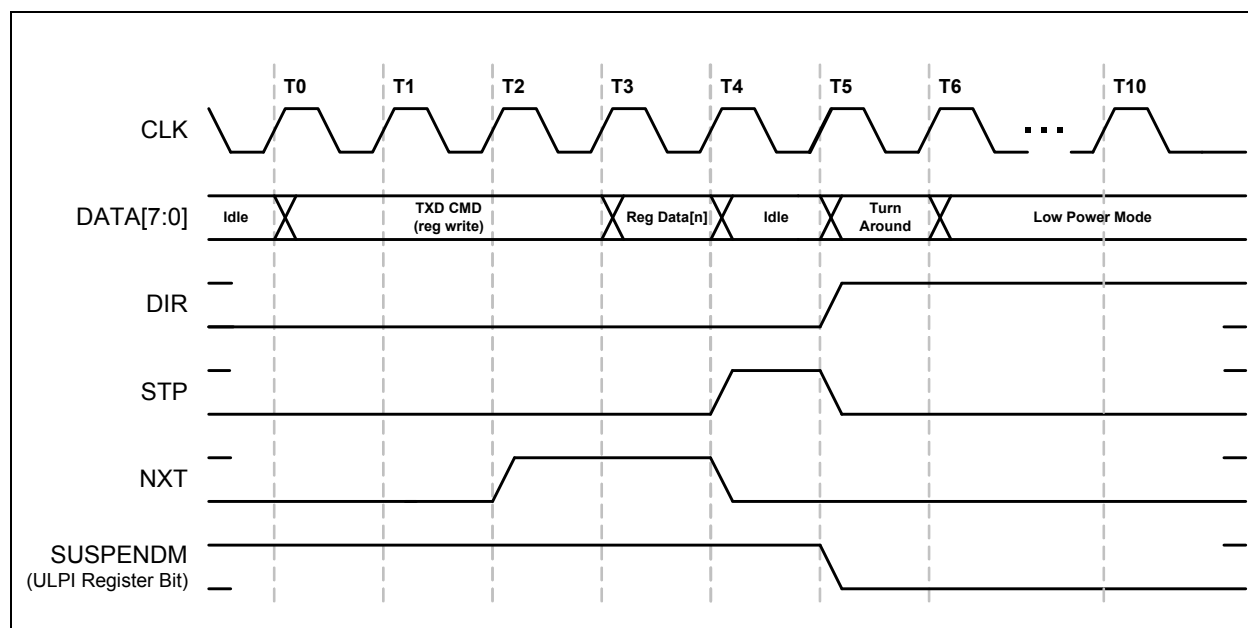 T0 T1 T2 T3 T4 T5 T6 T10
CLK
...
DATA[7:0] Idle TXD CMD Reg Data[n] Idle Turn Low Power Mode
(reg write) Around
DIR
STP
NXT
SUSPENDM
(ULPI Register Bit)